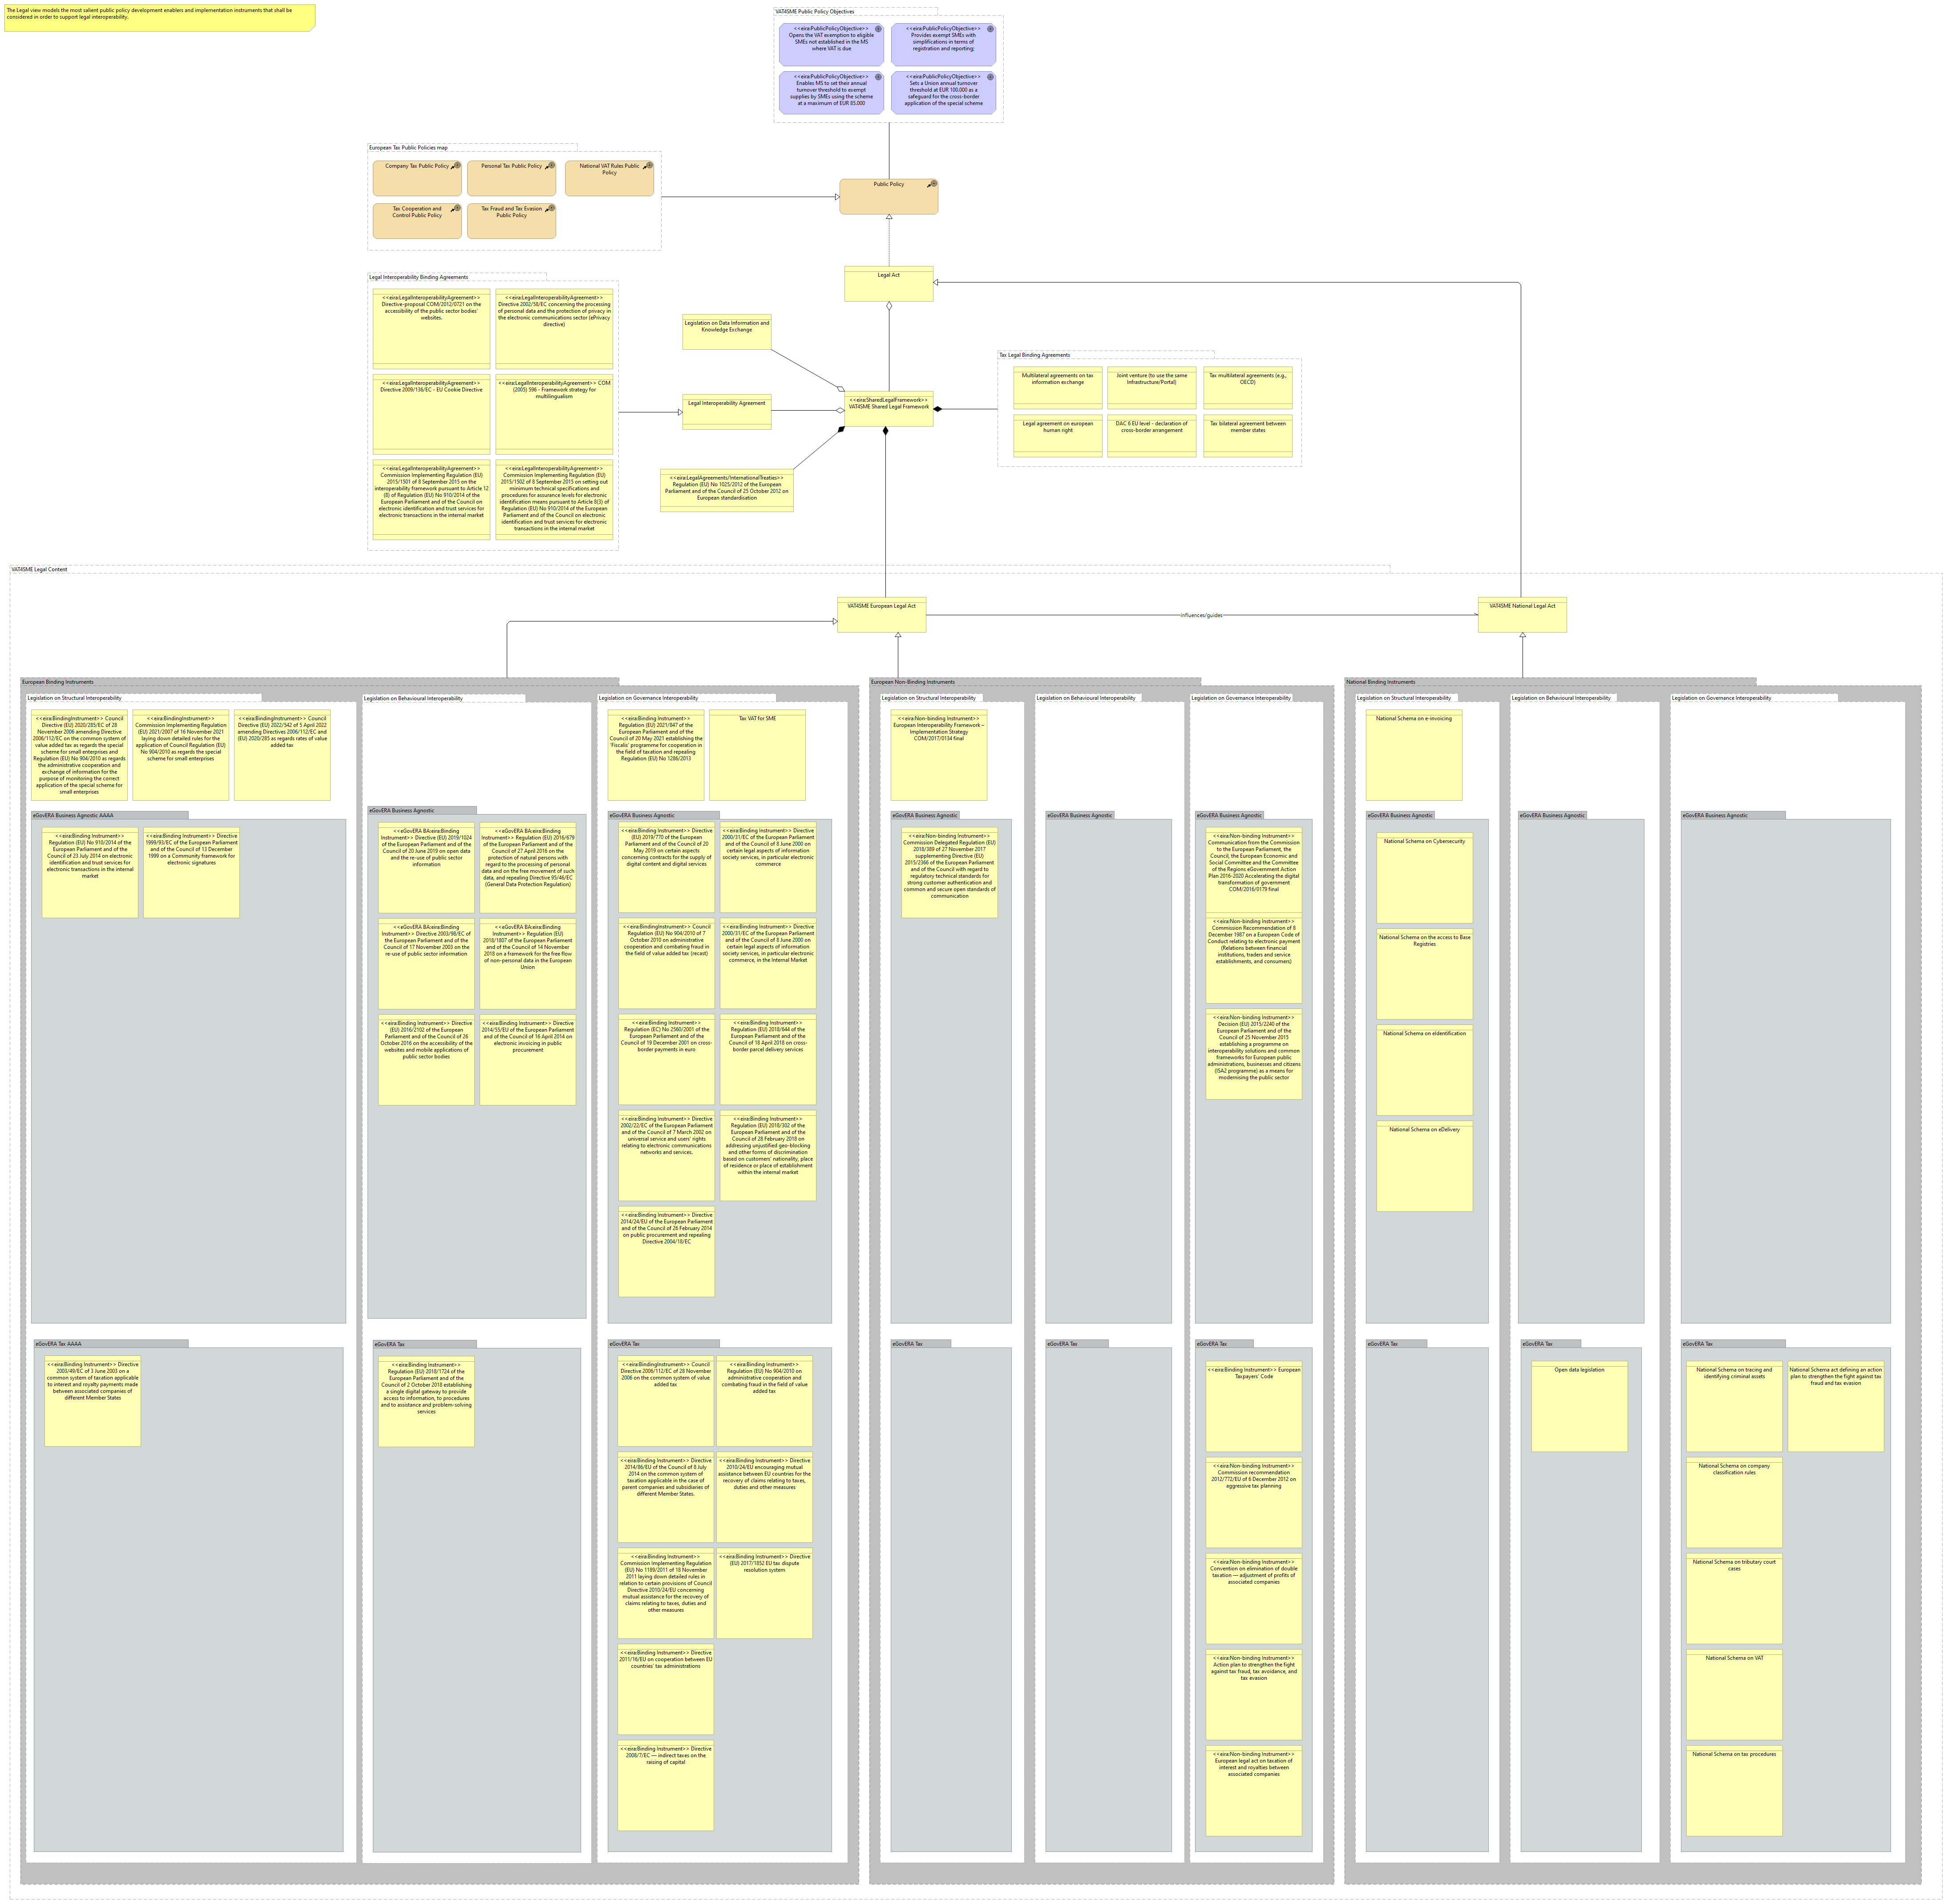 The Legal view models the most salient public policy development enablers and implementation instruments that shall be
considered in order to support legal interoperability.
VAT4SME Public Policy Objectives
<<eira:PublicPolicyObjective>>
Opens the VAT exemption to eligible
SMEs not established in the MS
where VAT is due
<<eira:PublicPolicyObjective>>
Provides exempt SMEs with
simplifications in terms of
registration and reporting;
<<eira:PublicPolicyObjective>>
Enables MS to set their annual
turnover threshold to exempt
supplies by SMEs using the scheme
at a maximum of EUR 85.000
<<eira:PublicPolicyObjective>>
Sets a Union annual turnover
threshold at EUR 100.000 as a
safeguard for the cross-border
application of the special scheme
European Tax Public Policies map
Company Tax Public Policy
Personal Tax Public Policy
National VAT Rules Public
Policy
Tax Cooperation and
Control Public Policy
Tax Fraud and Tax Evasion
Public Policy
Public Policy
Legal Act
Legal Interoperability Binding Agreements
<<eira:LegalInteroperabilityAgreement>>
Directive-proposal COM/2012/0721 on the
accessibility of the public sector bodies'
websites.
<<eira:LegalInteroperabilityAgreement>>
Directive 2002/58/EC concerning the processing
of personal data and the protection of privacy in
the electronic communications sector (ePrivacy
directive)
<<eira:LegalInteroperabilityAgreement>>
Directive 2009/136/EC - EU Cookie Directive
<<eira:LegalInteroperabilityAgreement>> COM
(2005) 596 - Framework strategy for
multilingualism
<<eira:LegalInteroperabilityAgreement>>
Commission Implementing Regulation (EU)
2015/1501 of 8 September 2015 on the
interoperability framework pursuant to Article 12
(8) of Regulation (EU) No 910/2014 of the
European Parliament and of the Council on
electronic identification and trust services for
electronic transactions in the internal market
<<eira:LegalInteroperabilityAgreement>>
Commission Implementing Regulation (EU)
2015/1502 of 8 September 2015 on setting out
minimum technical specifications and
procedures for assurance levels for electronic
identification means pursuant to Article 8(3) of
Regulation (EU) No 910/2014 of the European
Parliament and of the Council on electronic
identification and trust services for electronic
transactions in the internal market
Legislation on Data Information and
Knowledge Exchange
Legal Interoperability Agreement
<<eira:SharedLegalFramework>>
VAT4SME Shared Legal Framework
<<eira:LegalAgreements/InternationalTreaties>>
Regulation (EU) No 1025/2012 of the European
Parliament and of the Council of 25 October 2012 on
European standardisation
Tax Legal Binding Agreements
Multilateral agreements on tax
information exchange
Joint venture (to use the same
Infrastructure/Portal)
Tax multilateral agreements (e.g.,
OECD)
Legal agreement on european
human right
DAC 6 EU level - declaration of
cross-border arrangement
Tax bilateral agreement between
member states
VAT4SME Legal Content
VAT4SME European Legal Act
influences/guides
VAT4SME National Legal Act
European Binding Instruments
Legislation on Structural Interoperability
<<eira:BindingInstrument>> Council
Directive (EU) 2020/285/EC of 28
November 2006 amending Directive
2006/112/EC on the common system of
value added tax as regards the special
scheme for small enterprises and
Regulation (EU) No 904/2010 as regards
the administrative cooperation and
exchange of information for the
purpose of monitoring the correct
application of the special scheme for
small enterprises
<<eira:BindingInstrument>>
Commission Implementing Regulation
(EU) 2021/2007 of 16 November 2021
laying down detailed rules for the
application of Council Regulation (EU)
No 904/2010 as regards the special
scheme for small enterprises
<<eira:BindingInstrument>> Council
Directive (EU) 2022/542 of 5 April 2022
amending Directives 2006/112/EC and
(EU) 2020/285 as regards rates of value
added tax
eGovERA Business Agnostic AAAA
<<eira:Binding Instrument>>
Regulation (EU) No 910/2014 of the
European Parliament and of the
Council of 23 July 2014 on electronic
identification and trust services for
electronic transactions in the internal
market
<<eira:Binding Instrument>> Directive
1999/93/EC of the European Parliament
and of the Council of 13 December
1999 on a Community framework for
electronic signatures
eGovERA Tax AAAA
<<eira:Binding Instrument>> Directive
2003/49/EC of 3 June 2003 on a
common system of taxation applicable
to interest and royalty payments made
between associated companies of
different Member States
Legislation on Behavioural Interoperability
eGovERA Business Agnostic
<<eGovERA BA:eira:Binding
Instrument>> Directive (EU) 2019/1024
of the European Parliament and of the
Council of 20 June 2019 on open data
and the re-use of public sector
information
<<eGovERA BA:eira:Binding
Instrument>> Regulation (EU) 2016/679
of the European Parliament and of the
Council of 27 April 2016 on the
protection of natural persons with
regard to the processing of personal
data and on the free movement of such
data, and repealing Directive 95/46/EC
(General Data Protection Regulation)
<<eGovERA BA:eira:Binding
Instrument>> Directive 2003/98/EC of
the European Parliament and of the
Council of 17 November 2003 on the
re-use of public sector information
<<eGovERA BA:eira:Binding
Instrument>> Regulation (EU)
2018/1807 of the European Parliament
and of the Council of 14 November
2018 on a framework for the free flow
of non-personal data in the European
Union
<<eira:Binding Instrument>> Directive
(EU) 2016/2102 of the European
Parliament and of the Council of 26
October 2016 on the accessibility of the
websites and mobile applications of
public sector bodies
<<eira:Binding Instrument>> Directive
2014/55/EU of the European Parliament
and of the Council of 16 April 2014 on
electronic invoicing in public
procurement
eGovERA Tax
<<eira:Binding Instrument>>
Regulation (EU) 2018/1724 of the
European Parliament and of the
Council of 2 October 2018 establishing
a single digital gateway to provide
access to information, to procedures
and to assistance and problem-solving
services
Legislation on Governance Interoperability
<<eira:Binding Instrument>>
Regulation (EU) 2021/847 of the
European Parliament and of the
Council of 20 May 2021 establishing the
'Fiscalis' programme for cooperation in
the field of taxation and repealing
Regulation (EU) No 1286/2013
Tax VAT for SME
eGovERA Business Agnostic
<<eira:Binding Instrument>> Directive
(EU) 2019/770 of the European
Parliament and of the Council of 20
May 2019 on certain aspects
concerning contracts for the supply of
digital content and digital services
<<eira:Binding Instrument>> Directive
2000/31/EC of the European Parliament
and of the Council of 8 June 2000 on
certain legal aspects of information
society services, in particular electronic
commerce
<<eira:BindingInstrument>> Council
Regulation (EU) No 904/2010 of 7
October 2010 on administrative
cooperation and combating fraud in
the field of value added tax (recast)
<<eira:Binding Instrument>> Directive
2000/31/EC of the European Parliament
and of the Council of 8 June 2000 on
certain legal aspects of information
society services, in particular electronic
commerce, in the Internal Market
<<eira:Binding Instrument>>
Regulation (EC) No 2560/2001 of the
European Parliament and of the
Council of 19 December 2001 on cross-
border payments in euro
<<eira:Binding Instrument>>
Regulation (EU) 2018/644 of the
European Parliament and of the
Council of 18 April 2018 on cross-
border parcel delivery services
<<eira:Binding Instrument>> Directive
2002/22/EC of the European Parliament
and of the Council of 7 March 2002 on
universal service and users' rights
relating to electronic communications
networks and services.
<<eira:Binding Instrument>>
Regulation (EU) 2018/302 of the
European Parliament and of the
Council of 28 February 2018 on
addressing unjustified geo-blocking
and other forms of discrimination
based on customers' nationality, place
of residence or place of establishment
within the internal market
<<eira:Binding Instrument>> Directive
2014/24/EU of the European Parliament
and of the Council of 26 February 2014
on public procurement and repealing
Directive 2004/18/EC
eGovERA Tax
<<eira:BindingInstrument>> Council
Directive 2006/112/EC of 28 November
2006 on the common system of value
added tax
<<eira:Binding Instrument>>
Regulation (EU) No 904/2010 on
administrative cooperation and
combating fraud in the field of value
added tax
<<eira:Binding Instrument>> Directive
2014/86/EU of the Council of 8 July
2014 on the common system of
taxation applicable in the case of
parent companies and subsidiaries of
different Member States.
<<eira:Binding Instrument>> Directive
2010/24/EU encouraging mutual
assistance between EU countries for the
recovery of claims relating to taxes,
duties and other measures
<<eira:Binding Instrument>>
Commission Implementing Regulation
(EU) No 1189/2011 of 18 November
2011 laying down detailed rules in
relation to certain provisions of Council
Directive 2010/24/EU concerning
mutual assistance for the recovery of
claims relating to taxes, duties and
other measures
<<eira:Binding Instrument>> Directive
(EU) 2017/1852 EU tax dispute
resolution system
<<eira:Binding Instrument>> Directive
2011/16/EU on cooperation between EU
countries' tax administrations
<<eira:Binding Instrument>> Directive
2008/7/EC — indirect taxes on the
raising of capital
European Non-Binding Instruments
Legislation on Structural Interoperability
<<eira:Non-binding Instrument>>
European Interoperability Framework –
Implementation Strategy
COM/2017/0134 final
eGovERA Business Agnostic
<<eira:Non-binding Instrument>>
Commission Delegated Regulation (EU)
2018/389 of 27 November 2017
supplementing Directive (EU)
2015/2366 of the European Parliament
and of the Council with regard to
regulatory technical standards for
strong customer authentication and
common and secure open standards of
communication
eGovERA Tax
Legislation on Behavioural Interoperability
eGovERA Business Agnostic
eGovERA Tax
Legislation on Governance Interoperability
eGovERA Business Agnostic
<<eira:Non-binding Instrument>>
Communication from the Commission
to the European Parliament, the
Council, the European Economic and
Social Committee and the Committee
of the Regions eGovernment Action
Plan 2016-2020 Accelerating the digital
transformation of government
COM/2016/0179 final
<<eira:Non-binding Instrument>>
Commission Recommendation of 8
December 1987 on a European Code of
Conduct relating to electronic payment
(Relations between financial
institutions, traders and service
establishments, and consumers)
<<eira:Non-binding Instrument>>
Decision (EU) 2015/2240 of the
European Parliament and of the
Council of 25 November 2015
establishing a programme on
interoperability solutions and common
frameworks for European public
administrations, businesses and citizens
(ISA2 programme) as a means for
modernising the public sector
eGovERA Tax
<<eira:Binding Instrument>> European
Taxpayers' Code
<<eira:Non-binding Instrument>>
Commission recommendation
2012/772/EU of 6 December 2012 on
aggressive tax planning
<<eira:Non-binding Instrument>>
Convention on elimination of double
taxation — adjustment of profits of
associated companies
<<eira:Non-binding Instrument>>
Action plan to strengthen the fight
against tax fraud, tax avoidance, and
tax evasion
<<eira:Non-binding Instrument>>
European legal act on taxation of
interest and royalties between
associated companies
National Binding Instruments
Legislation on Structural Interoperability
National Schema on e-invoicing
eGovERA Business Agnostic
National Schema on Cybersecurity
National Schema on the access to Base
Registries
National Schema on eIdentification
National Schema on eDelivery
eGovERA Tax
Legislation on Behavioural Interoperability
eGovERA Business Agnostic
eGovERA Tax
Open data legislation
Legislation on Governance Interoperability
eGovERA Business Agnostic
eGovERA Tax
National Schema on tracing and
identifying criminal assets
National Schema act defining an action
plan to strengthen the fight against tax
fraud and tax evasion
National Schema on company
classification rules
National Schema on tributary court
cases
National Schema on VAT
National Schema on tax procedures